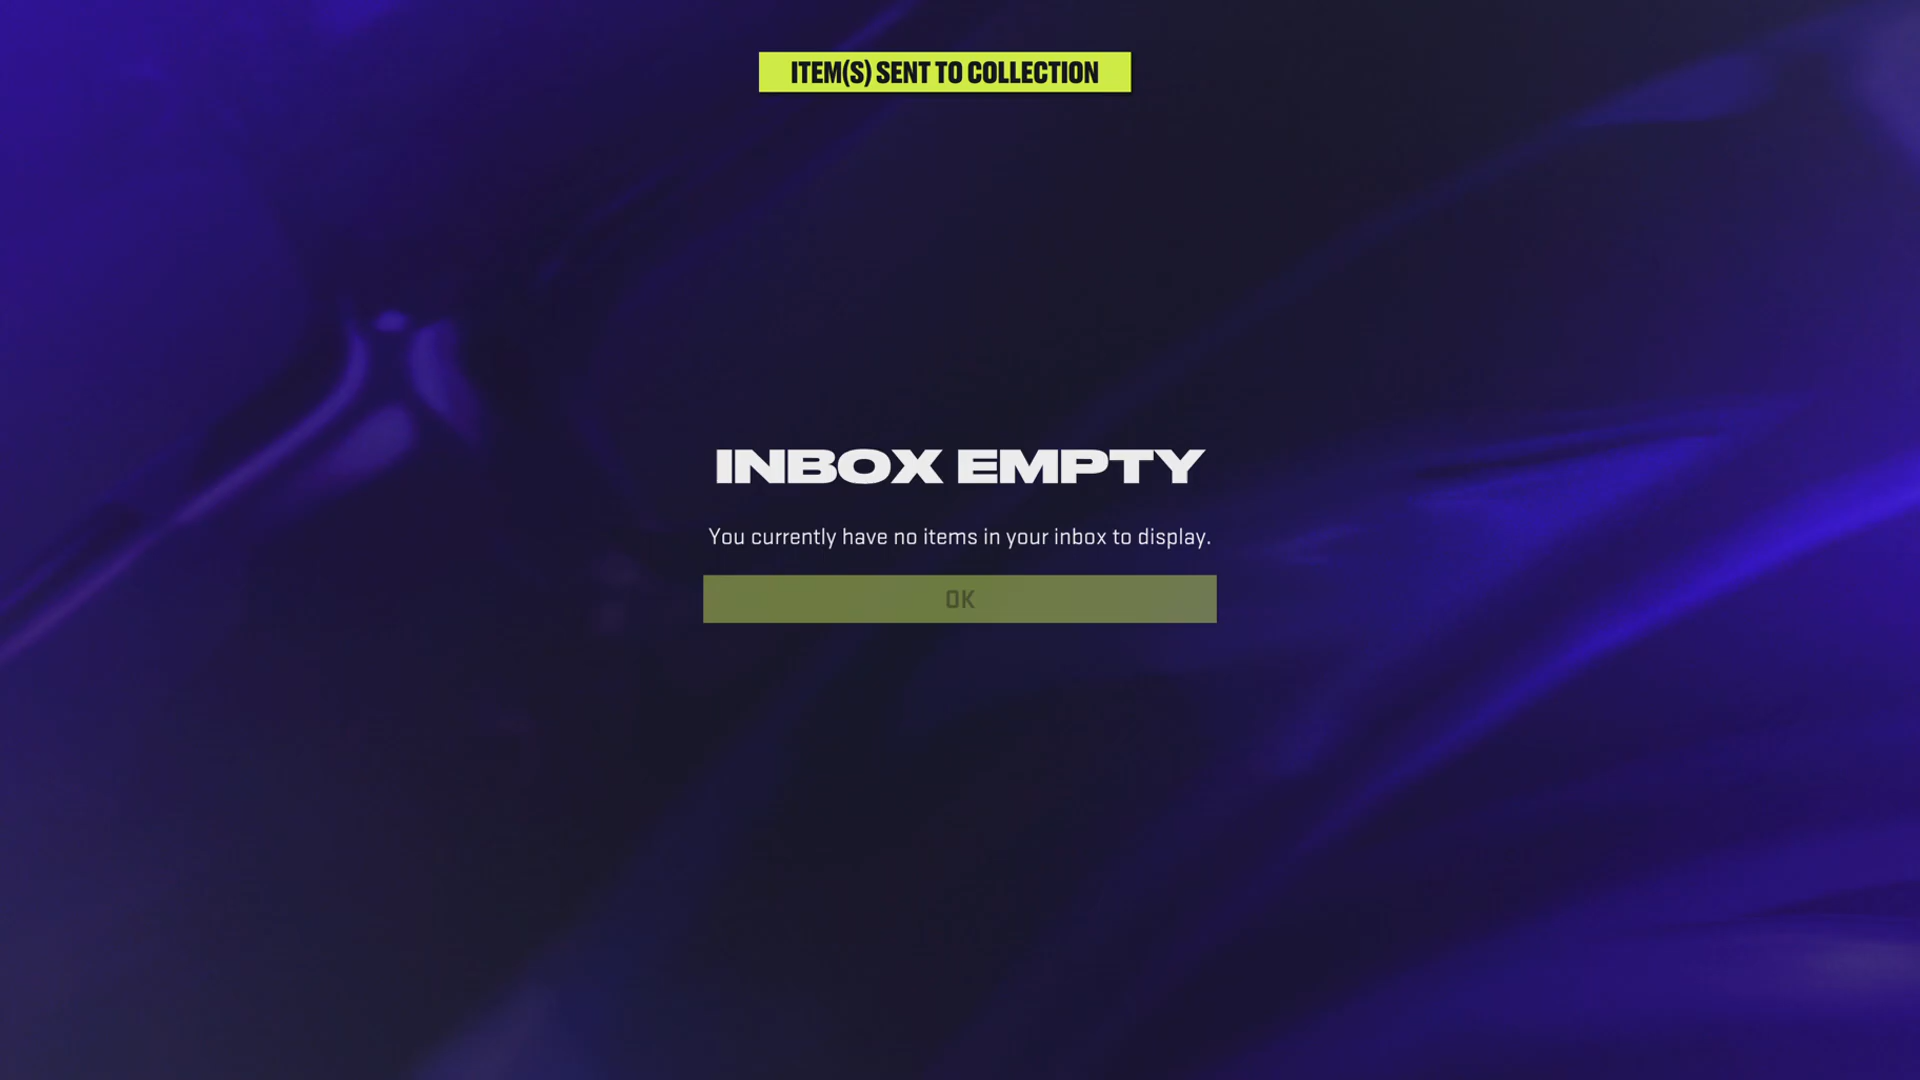 ITEM(S) SENT TO COLLECTION
INBOX EMPTY
You currently have no items in your inbox to display.
OK